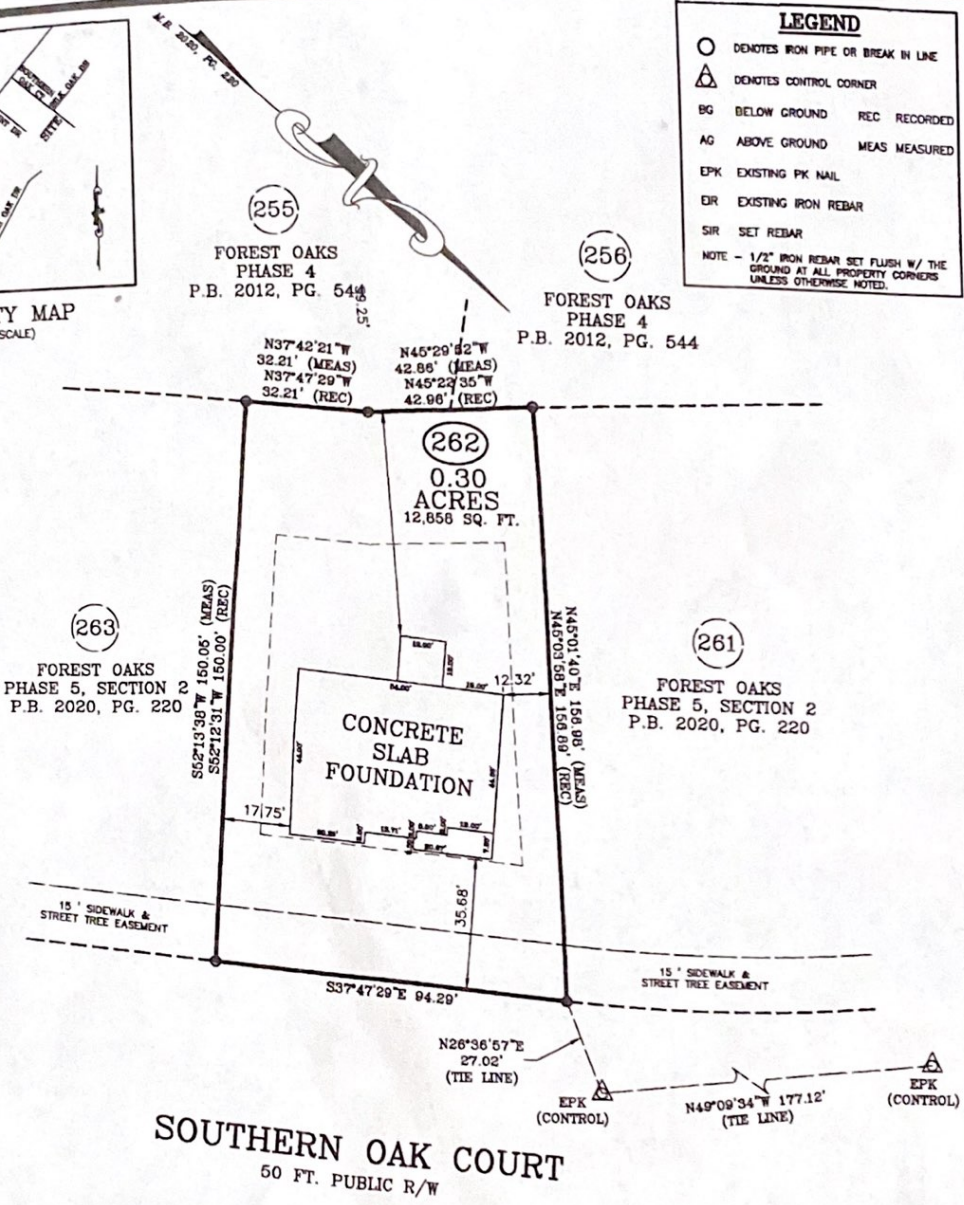 M.B. 2020, PG. 220
SOUTHERN
OAK CT
SITE
OAK DR
TY MAP
SCALE)
LEGEND
DENOTES IRON PIPE OR BREAK IN LINE
DENOTES CONTROL CORNER
BG BELOW GROUND REC RECORDED
AG ABOVE GROUND MEAS MEASURED
EPK EXISTING PK NAIL
EIR EXISTING IRON REBAR
SIR SET REBAR
NOTE - 1/2" IRON REBAR SET FLUSH W/ THE
GROUND AT ALL PROPERTY CORNERS
UNLESS OTHERWISE NOTED.
255
FOREST OAKS
PHASE 4
P.B. 2012, PG. 544
256
FOREST OAKS
PHASE 4
P.B. 2012, PG. 544
N37°42'21"W
32.21' (MEAS)
N37°47'29"W
32.21' (REC)
N45°29'52"W
42.86' (MEAS)
N45°22'35"W
42.96' (REC)
262
0.30
ACRES
12,858 SQ. FT.
263
FOREST OAKS
PHASE 5, SECTION 2
P.B. 2020, PG. 220
S52°13'38"W 150.05' (MEAS)
S52°12'31"W 150.00' (REC)
N45°01'40"E 156.98' (MEAS)
N45°03'58"E 156.89' (REC)
261
FOREST OAKS
PHASE 5, SECTION 2
P.B. 2020, PG. 220
12.32'
CONCRETE
SLAB
FOUNDATION
17.75'
35.68'
15 ' SIDEWALK &
STREET TREE EASEMENT
15 ' SIDEWALK &
STREET TREE EASEMENT
S37°47'29"E 94.29'
N26°36'57"E
27.02'
(TIE LINE)
EPK
(CONTROL)
N49°09'34"W 177.12'
(TIE LINE)
EPK
(CONTROL)
SOUTHERN OAK COURT
50 FT. PUBLIC R/W